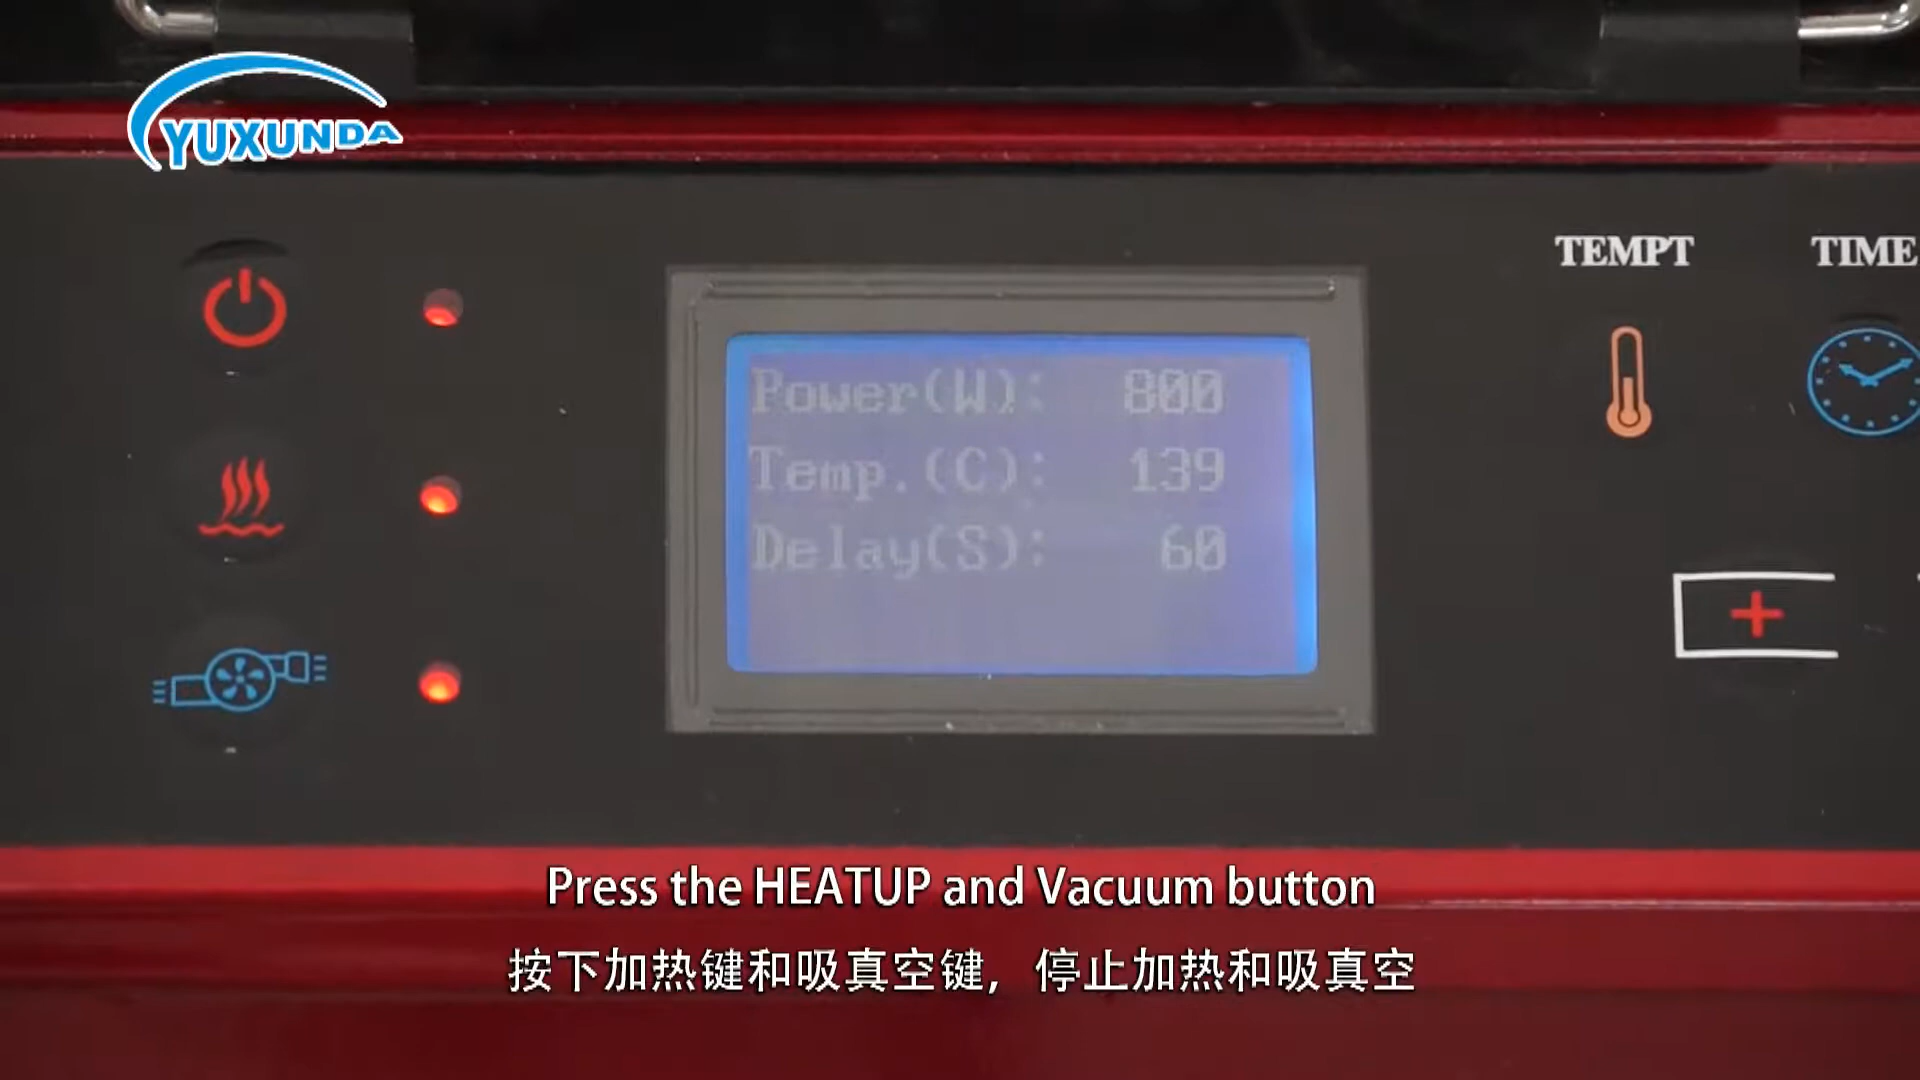 YUXUNDA
TEMPT
TIME
Power(W): 800
Temp.(C): 139
Delay(S): 60
Press the HEATUP and Vacuum button
按下加热键和吸真空键，停止加热和吸真空